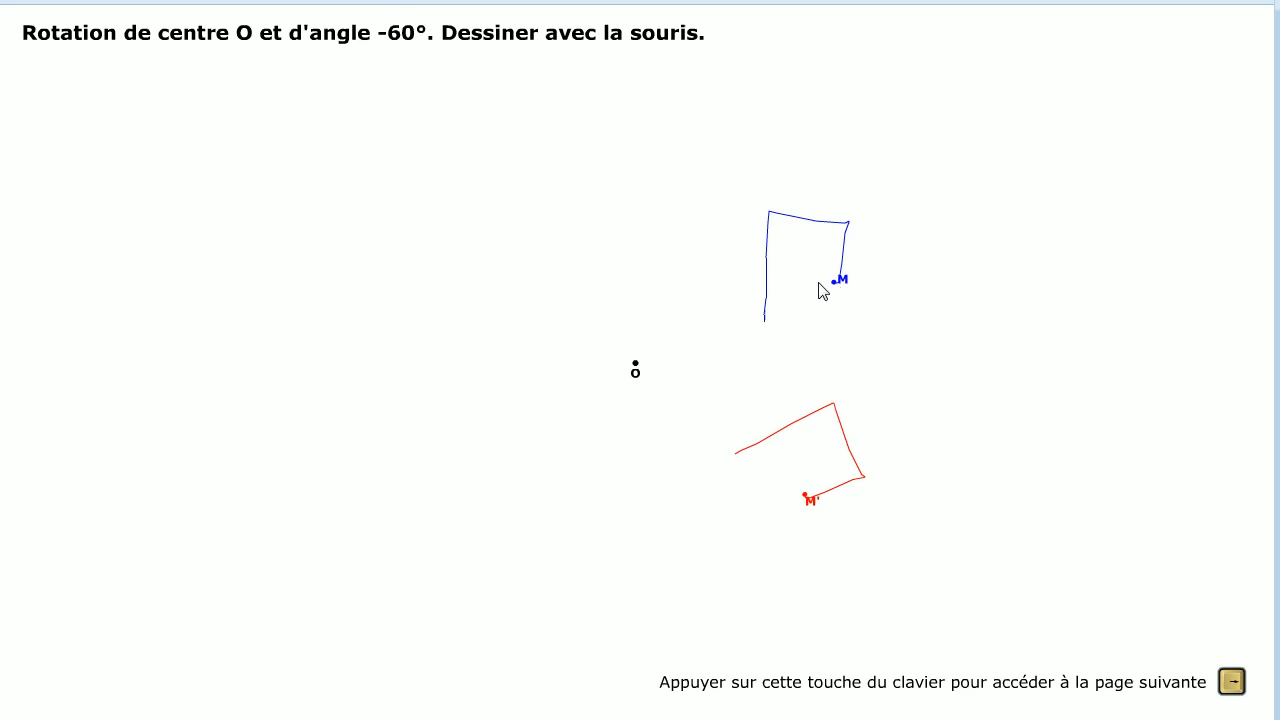 Rotation de centre O et d'angle -60°. Dessiner avec la souris.
M
O
M'
Appuyer sur cette touche du clavier pour accéder à la page suivante →